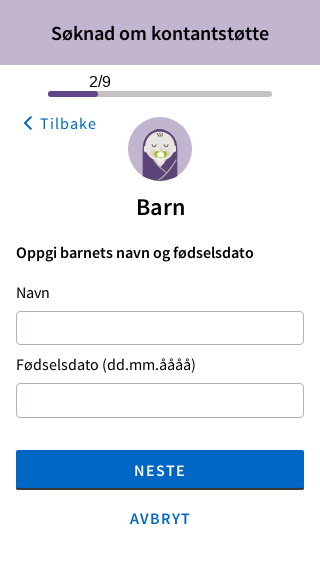 Søknad om kontantstøtte
2/9
Tilbake
Barn
Oppgi barnets navn og fødselsdato
Navn
Fødselsdato (dd.mm.åååå)
NESTE
AVBRYT